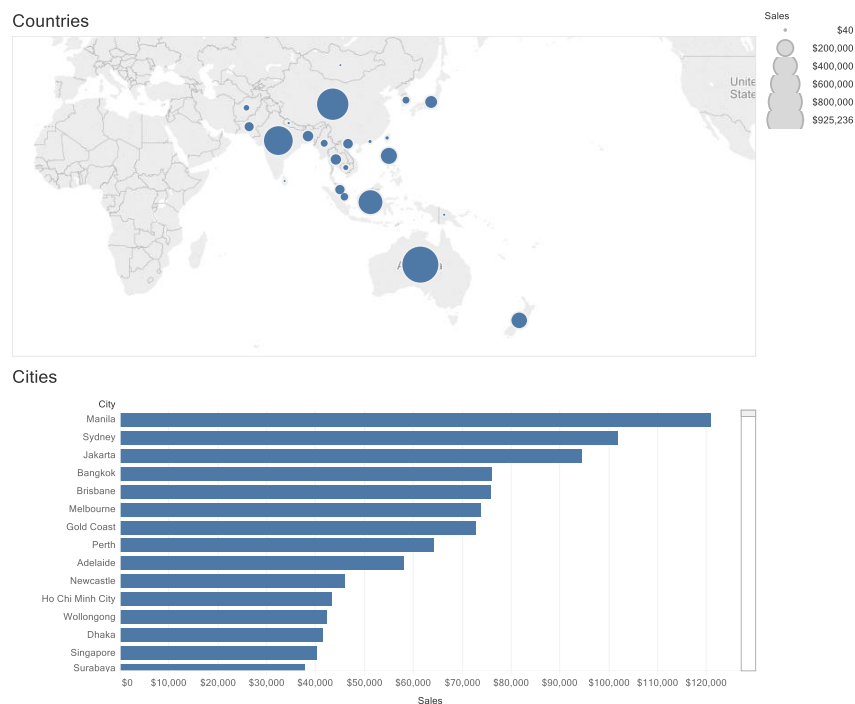 Countries
Sales
$40
$200,000
$400,000
$600,000
$800,000
$925,236
Unite
State
Cities
City
Manila
Sydney
Jakarta
Bangkok
Brisbane
Melbourne
Gold Coast
Perth
Adelaide
Newcastle
Ho Chi Minh City
Wollongong
Dhaka
Singapore
Surabaya
$0 $10,000 $20,000 $30,000 $40,000 $50,000 $60,000 $70,000 $80,000 $90,000 $100,000 $110,000 $120,000
Sales